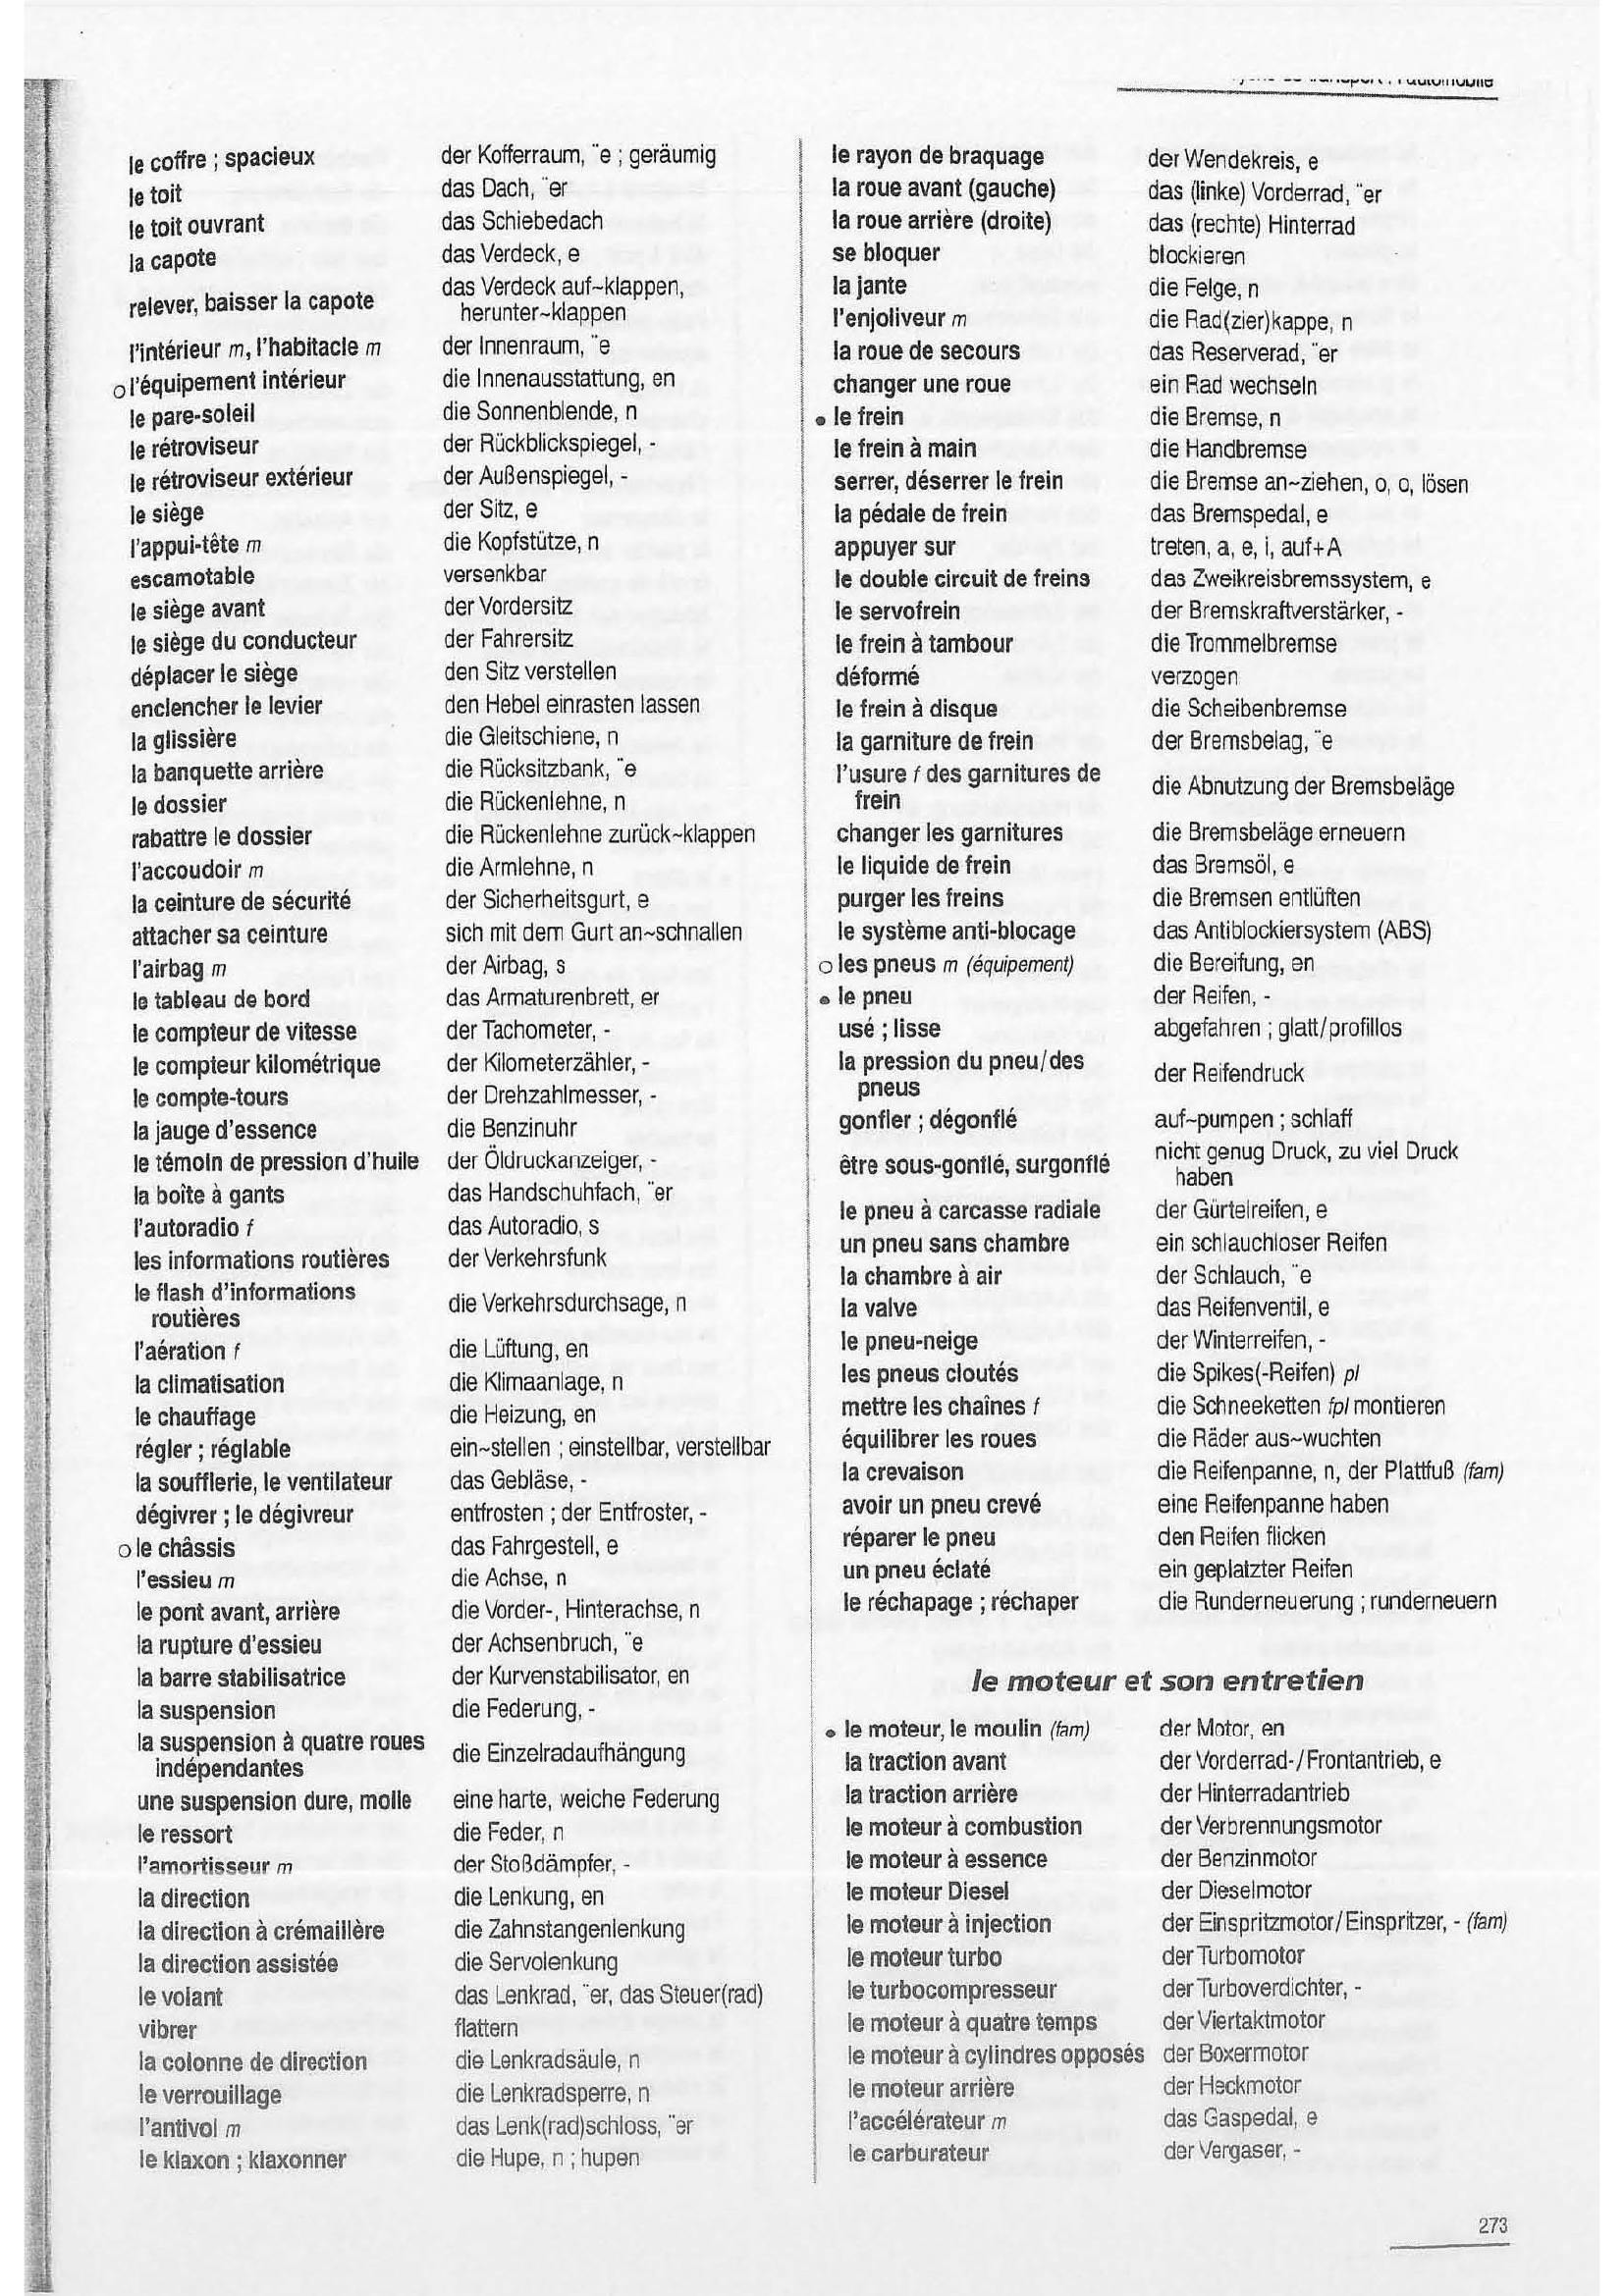 transport : l'automobile
le coffre ; spacieux der Kofferraum, ¨e ; geräumig
le toit das Dach, ¨er
le toit ouvrant das Schiebedach
la capote das Verdeck, e
relever, baisser la capote das Verdeck auf~klappen,
herunter~klappen
l'intérieur m, l'habitacle m der Innenraum, ¨e
o l'équipement intérieur die Innenausstattung, en
le pare-soleil die Sonnenblende, n
le rétroviseur der Rückblickspiegel, -
le rétroviseur extérieur der Außenspiegel, -
le siège der Sitz, e
l'appui-tête m die Kopfstütze, n
escamotable versenkbar
le siège avant der Vordersitz
le siège du conducteur der Fahrersitz
déplacer le siège den Sitz verstellen
enclencher le levier den Hebel einrasten lassen
la glissière die Gleitschiene, n
la banquette arrière die Rücksitzbank, ¨e
le dossier die Rückenlehne, n
rabattre le dossier die Rückenlehne zurück~klappen
l'accoudoir m die Armlehne, n
la ceinture de sécurité der Sicherheitsgurt, e
attacher sa ceinture sich mit dem Gurt an~schnallen
l'airbag m der Airbag, s
le tableau de bord das Armaturenbrett, er
le compteur de vitesse der Tachometer, -
le compteur kilométrique der Kilometerzähler, -
le compte-tours der Drehzahlmesser, -
la jauge d'essence die Benzinuhr
le témoin de pression d'huile der Öldruckanzeiger, -
la boîte à gants das Handschuhfach, ¨er
l'autoradio f das Autoradio, s
les informations routières der Verkehrsfunk
le flash d'informations
routières die Verkehrsdurchsage, n
l'aération f die Lüftung, en
la climatisation die Klimaanlage, n
le chauffage die Heizung, en
régler ; réglable ein~stellen ; einstellbar, verstellbar
la soufflerie, le ventilateur das Gebläse, -
dégivrer ; le dégivreur entfrosten ; der Entfroster, -
o le châssis das Fahrgestell, e
l'essieu m die Achse, n
le pont avant, arrière die Vorder-, Hinterachse, n
la rupture d'essieu der Achsenbruch, ¨e
la barre stabilisatrice der Kurvenstabilisator, en
la suspension die Federung, -
la suspension à quatre roues
indépendantes die Einzelradaufhängung
une suspension dure, molle eine harte, weiche Federung
le ressort die Feder, n
l'amortisseur m der Stoßdämpfer, -
la direction die Lenkung, en
la direction à crémaillère die Zahnstangenlenkung
la direction assistée die Servolenkung
le volant das Lenkrad, ¨er, das Steuer(rad)
vibrer flattern
la colonne de direction die Lenkradsäule, n
le verrouillage die Lenkradsperre, n
l'antivol m das Lenk(rad)schloss, ¨er
le klaxon ; klaxonner die Hupe, n ; hupen
le rayon de braquage der Wendekreis, e
la roue avant (gauche) das (linke) Vorderrad, ¨er
la roue arrière (droite) das (rechte) Hinterrad
se bloquer blockieren
la jante die Felge, n
l'enjoliveur m die Rad(zier)kappe, n
la roue de secours das Reserverad, ¨er
changer une roue ein Rad wechseln
• le frein die Bremse, n
le frein à main die Handbremse
serrer, déserrer le frein die Bremse an~ziehen, o, o, lösen
la pédale de frein das Bremspedal, e
appuyer sur treten, a, e, i, auf+A
le double circuit de freins das Zweikreisbremssystem, e
le servofrein der Bremskraftverstärker, -
le frein à tambour die Trommelbremse
déformé verzogen
le frein à disque die Scheibenbremse
la garniture de frein der Bremsbelag, ¨e
l'usure f des garnitures de
frein die Abnutzung der Bremsbeläge
changer les garnitures die Bremsbeläge erneuern
le liquide de frein das Bremsöl, e
purger les freins die Bremsen entlüften
le système anti-blocage das Antiblockiersystem (ABS)
o les pneus m (équipement) die Bereifung, en
• le pneu der Reifen, -
usé ; lisse abgefahren ; glatt/profillos
la pression du pneu/des
pneus der Reifendruck
gonfler ; dégonflé auf~pumpen ; schlaff
être sous-gonflé, surgonflé nicht genug Druck, zu viel Druck
haben
le pneu à carcasse radiale der Gürtelreifen, e
un pneu sans chambre ein schlauchloser Reifen
la chambre à air der Schlauch, ¨e
la valve das Reifenventil, e
le pneu-neige der Winterreifen, -
les pneus cloutés die Spikes(-Reifen) pl
mettre les chaînes f die Schneeketten fpl montieren
équilibrer les roues die Räder aus~wuchten
la crevaison die Reifenpanne, n, der Plattfuß (fam)
avoir un pneu crevé eine Reifenpanne haben
réparer le pneu den Reifen flicken
un pneu éclaté ein geplatzter Reifen
le réchapage ; réchaper die Runderneuerung ; runderneuern
le moteur et son entretien
• le moteur, le moulin (fam) der Motor, en
la traction avant der Vorderrad-/Frontantrieb, e
la traction arrière der Hinterradantrieb
le moteur à combustion der Verbrennungsmotor
le moteur à essence der Benzinmotor
le moteur Diesel der Dieselmotor
le moteur à injection der Einspritzmotor/Einspritzer, - (fam)
le moteur turbo der Turbomotor
le turbocompresseur der Turboverdichter, -
le moteur à quatre temps der Viertaktmotor
le moteur à cylindres opposés der Boxermotor
le moteur arrière der Heckmotor
l'accélérateur m das Gaspedal, e
le carburateur der Vergaser, -
273